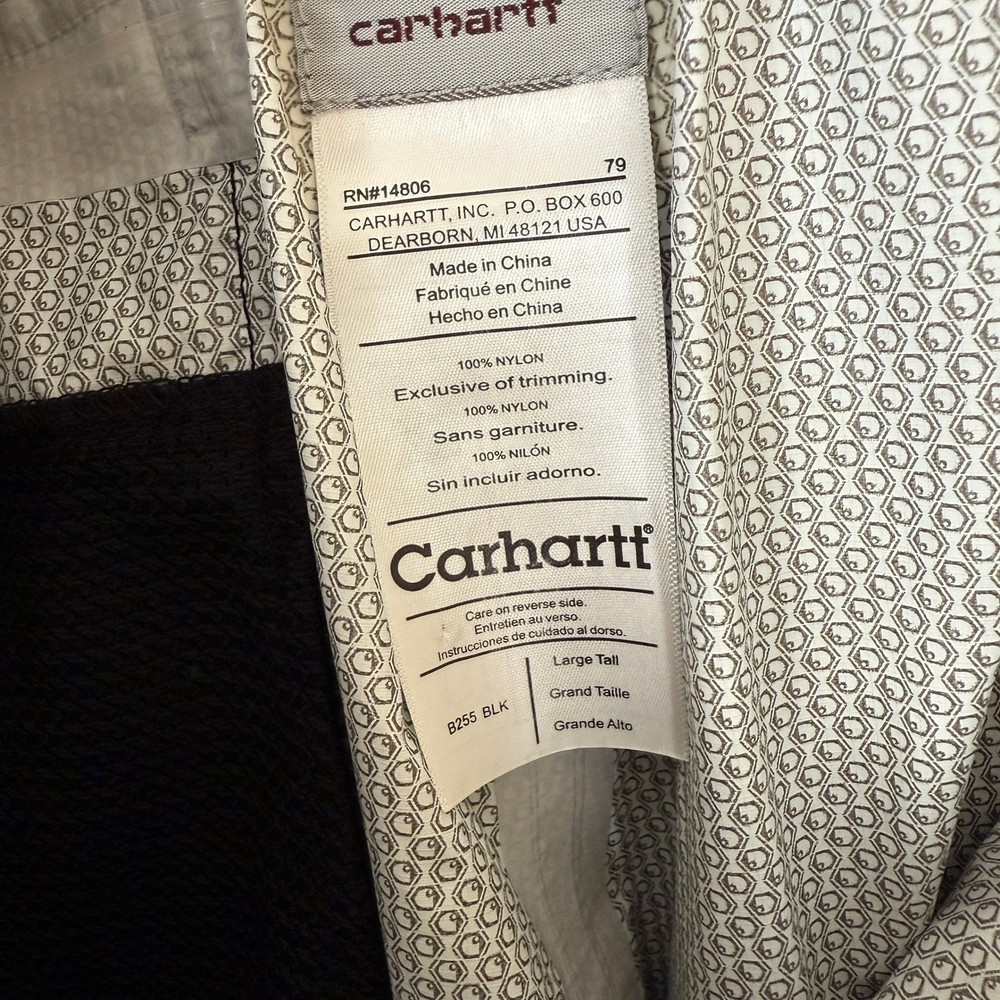 carhartt
RN#14806 79
CARHARTT, INC. P.O. BOX 600
DEARBORN, MI 48121 USA
Made in China
Fabriqué en Chine
Hecho en China
100% NYLON
Exclusive of trimming.
100% NYLON
Sans garniture.
100% NILÓN
Sin incluir adorno.
Carhartt®
Care on reverse side.
Entretien au verso.
Instrucciones de cuidado al dorso.
B255 BLK
Large Tall
Grand Taille
Grande Alto